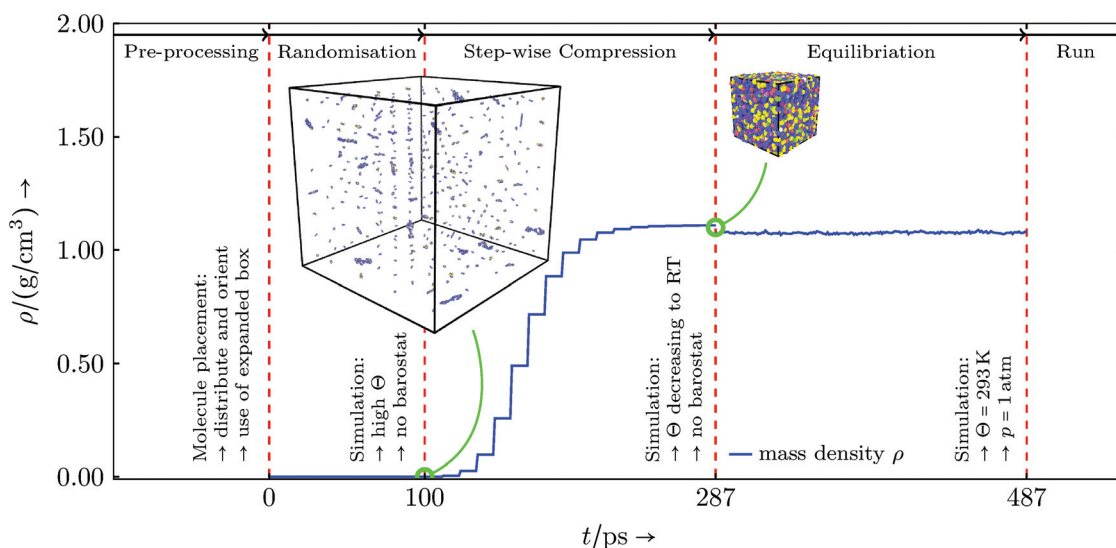 2.00
Pre-processing
Randomisation
Step-wise Compression
Equilibriation
Run
1.50
1.00
0.50
0.00
ρ/(g/cm³) →
Molecule placement:
→ distribute and orient
→ use of expanded box
Simulation:
→ high Θ
→ no barostat
Simulation:
→ Θ decreasing to RT
→ no barostat
Simulation:
→ Θ = 293 K
→ p = 1 atm
mass density ρ
0
100
287
487
t/ps →